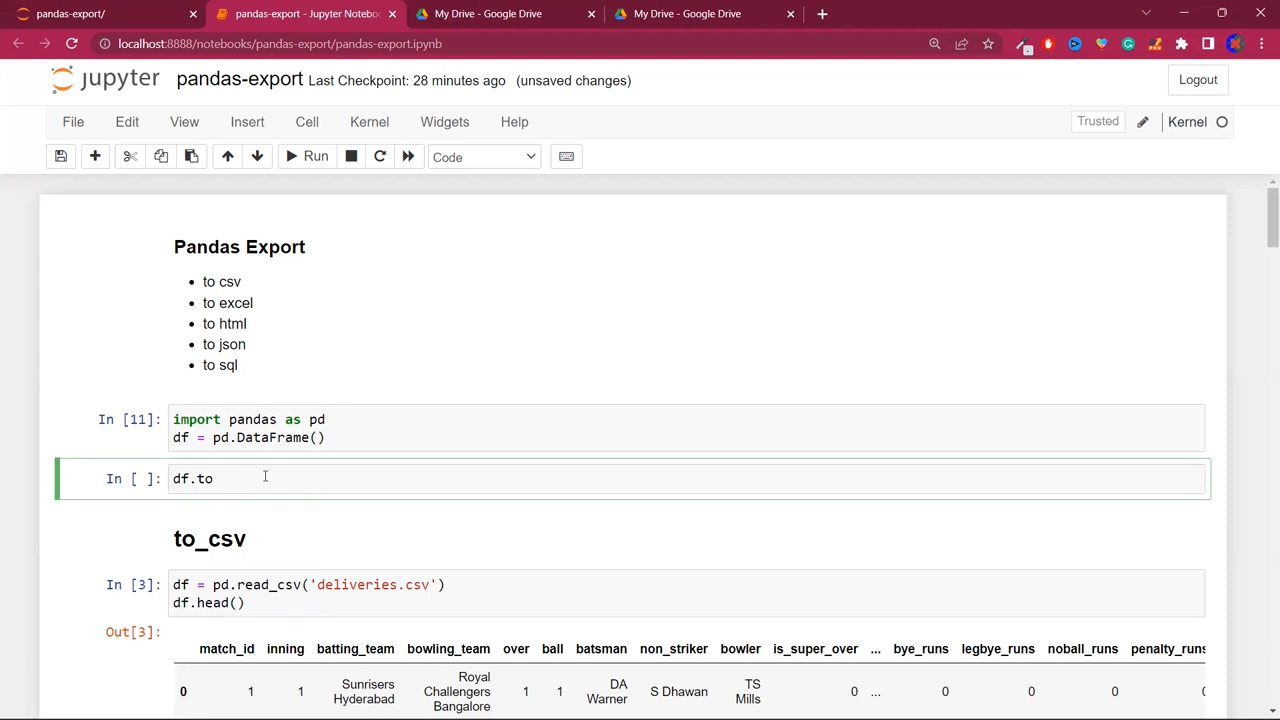 pandas-export/
pandas-export - Jupyter Notebo
My Drive - Google Drive
My Drive - Google Drive
localhost:8888/notebooks/pandas-export/pandas-export.ipynb
jupyter pandas-export Last Checkpoint: 28 minutes ago (unsaved changes)
Logout
File Edit View Insert Cell Kernel Widgets Help
Trusted Kernel
Run Code
Pandas Export
• to csv
• to excel
• to html
• to json
• to sql
In [11]: import pandas as pd
df = pd.DataFrame()
In [ ]: df.to
to_csv
In [3]: df = pd.read_csv('deliveries.csv')
df.head()
Out[3]:
match_id inning batting_team bowling_team over ball batsman non_striker bowler is_super_over ... bye_runs legbye_runs noball_runs penalty_runs
0 1 1 Sunrisers Hyderabad Royal Challengers Bangalore 1 1 DA Warner S Dhawan TS Mills 0 ... 0 0 0 0